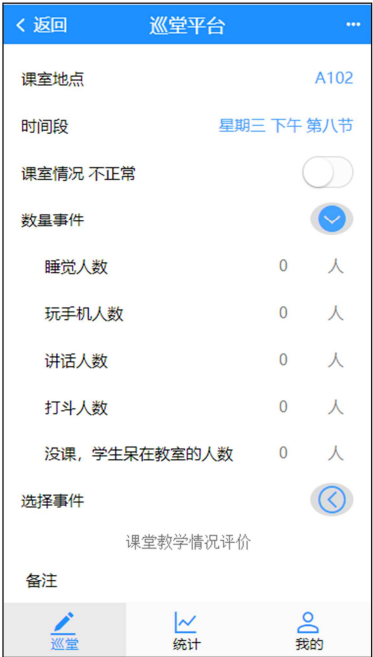 返回 巡堂平台 ···
课室地点 A102
时间段 星期三 下午 第八节
课室情况 不正常
数量事件
睡觉人数 0 人
玩手机人数 0 人
讲话人数 0 人
打斗人数 0 人
没课，学生呆在教室的人数 0 人
选择事件
课堂教学情况评价
备注
巡堂 统计 我的